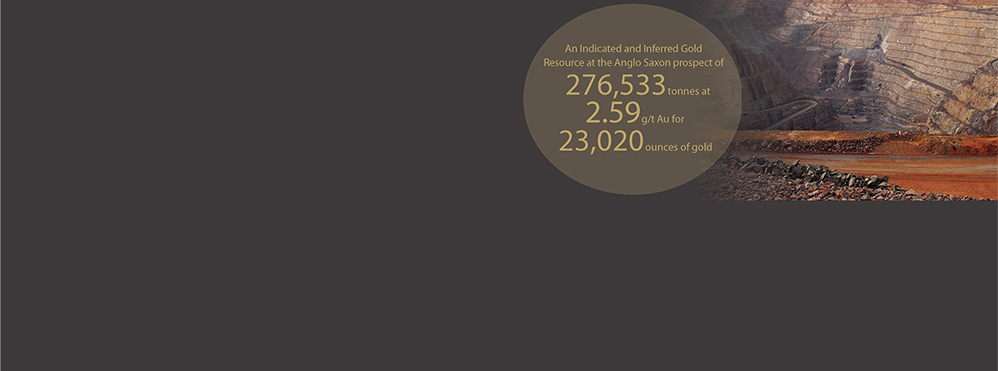 An Indicated and Inferred Gold
Resource at the Anglo Saxon prospect of
276,533 tonnes at
2.59 g/t Au for
23,020 ounces of gold